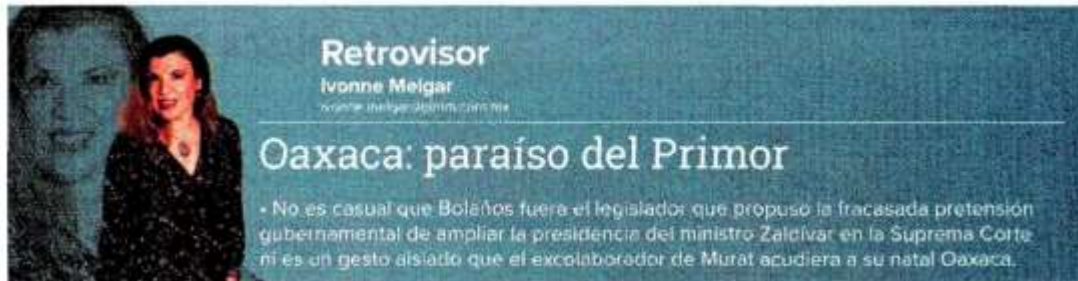 Retrovisor
Ivonne Melgar
Oaxaca: paraíso del Primor
• No es casual que Bolaños fuera el legislador que propuso la fracasada pretensión
gubernamental de ampliar la presidencia del ministro Zaldívar en la Suprema Corte
ni es un gesto aislado que el excolaborador de Murat acudiera a su natal Oaxaca.